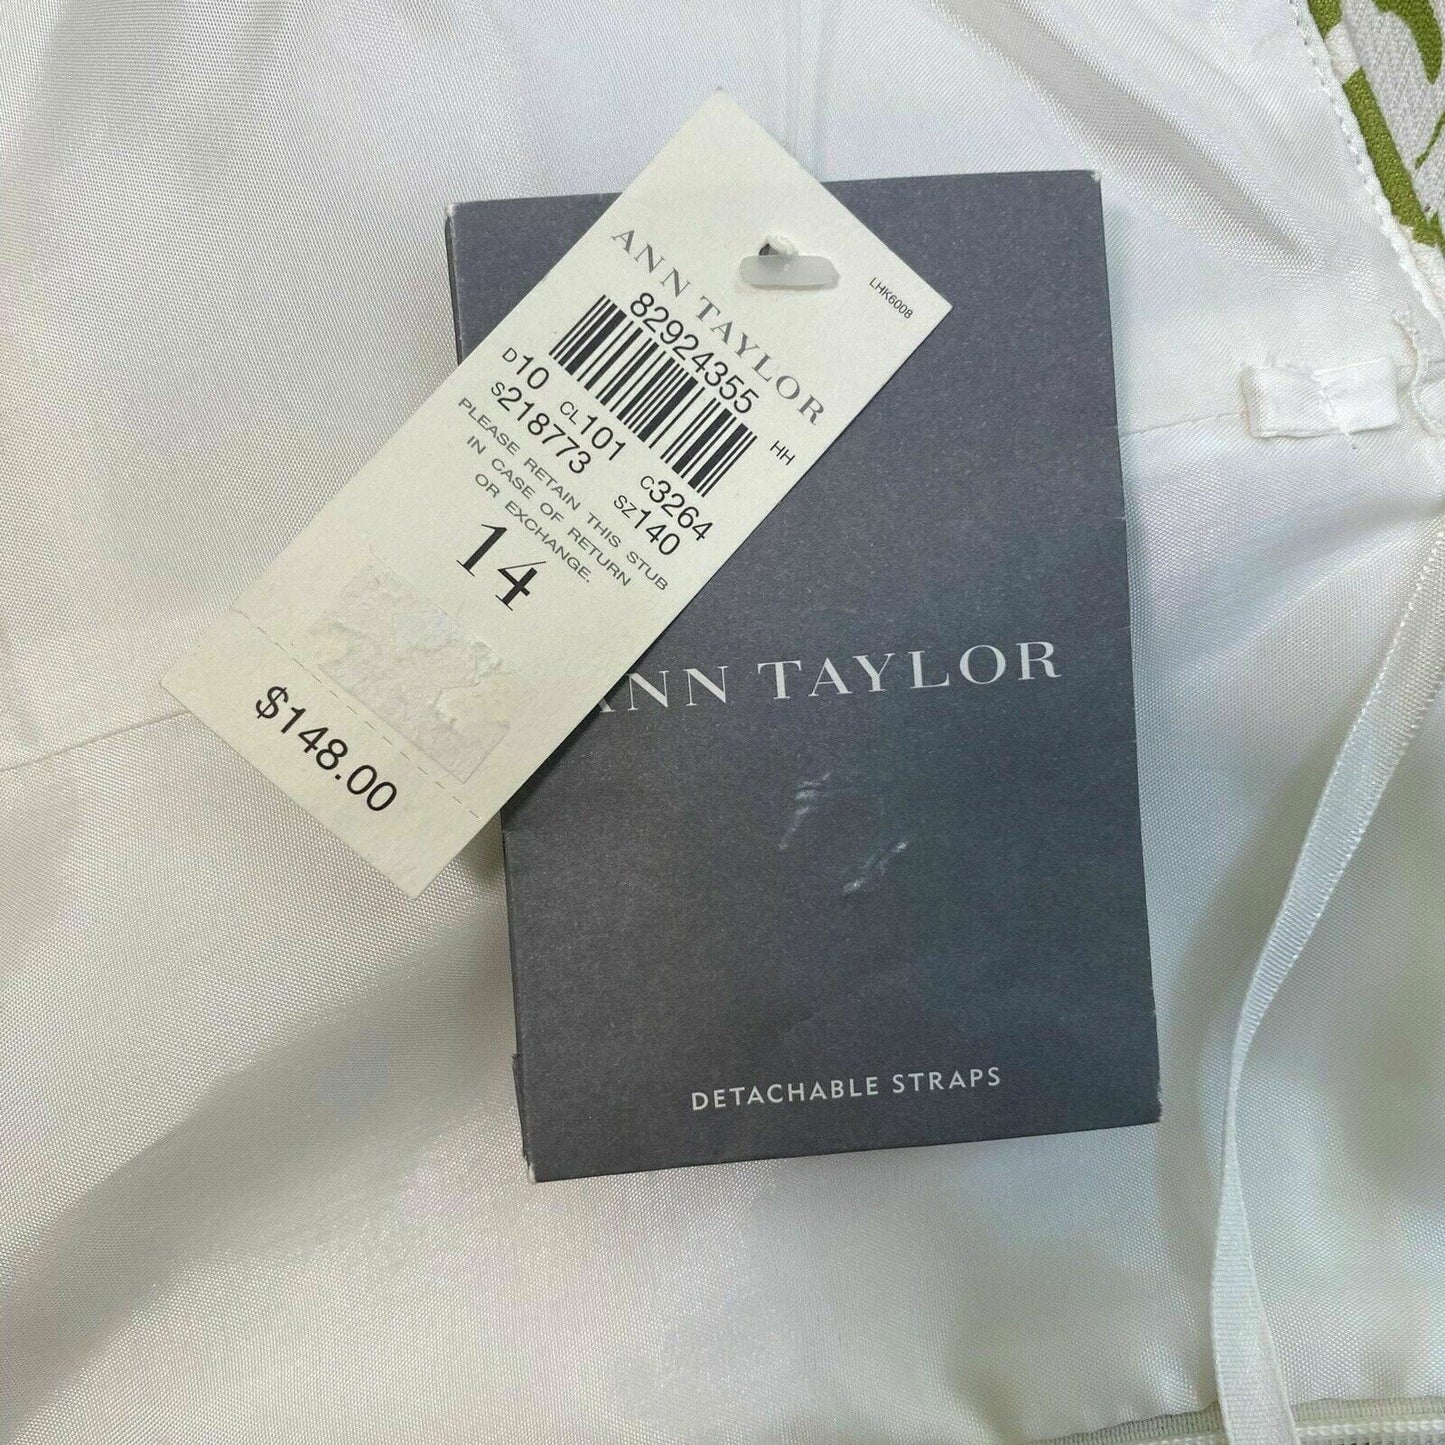 LHK6008
ANN TAYLOR
82924355
HH
D10 CL101 C3264
S218773 SZ140
PLEASE RETAIN THIS STUB
IN CASE OF RETURN
OR EXCHANGE.
14
$148.00
ANN TAYLOR
DETACHABLE STRAPS